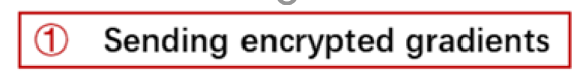 ① Sending encrypted gradients